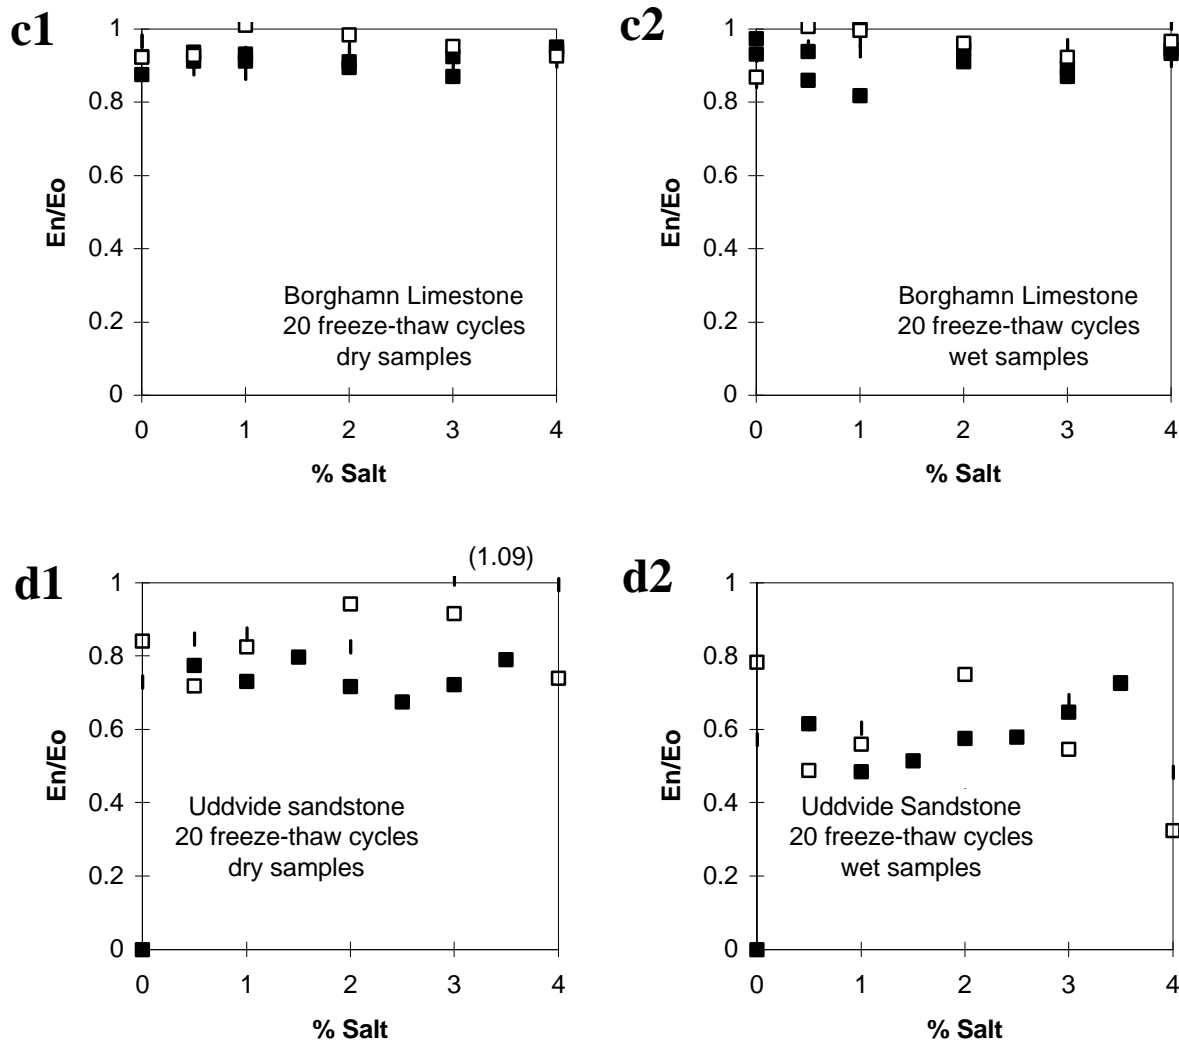 c1
1
0.8
0.6
0.4
0.2
0
En/Eo
Borghamn Limestone
20 freeze-thaw cycles
dry samples
0 1 2 3 4
% Salt
c2
1
0.8
0.6
0.4
0.2
0
En/Eo
Borghamn Limestone
20 freeze-thaw cycles
wet samples
0 1 2 3 4
% Salt
d1
(1.09)
1
0.8
0.6
0.4
0.2
0
En/Eo
Uddvide sandstone
20 freeze-thaw cycles
dry samples
0 1 2 3 4
% Salt
d2
1
0.8
0.6
0.4
0.2
0
En/Eo
Uddvide Sandstone
20 freeze-thaw cycles
wet samples
0 1 2 3 4
% Salt